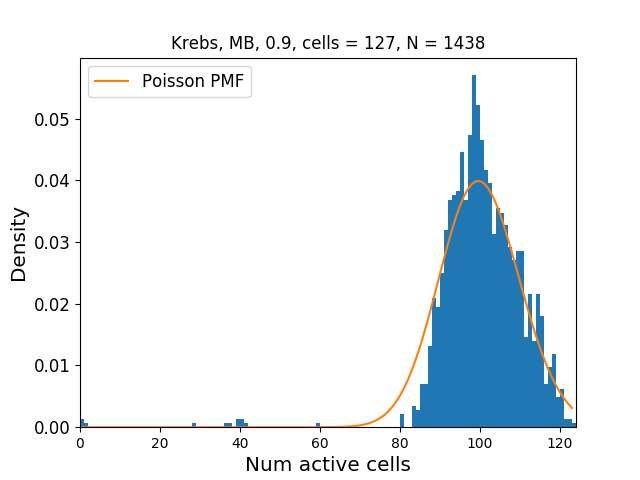 Krebs, MB, 0.9, cells = 127, N = 1438
Poisson PMF
Density
0.05
0.04
0.03
0.02
0.01
0.00
0 20 40 60 80 100 120
Num active cells